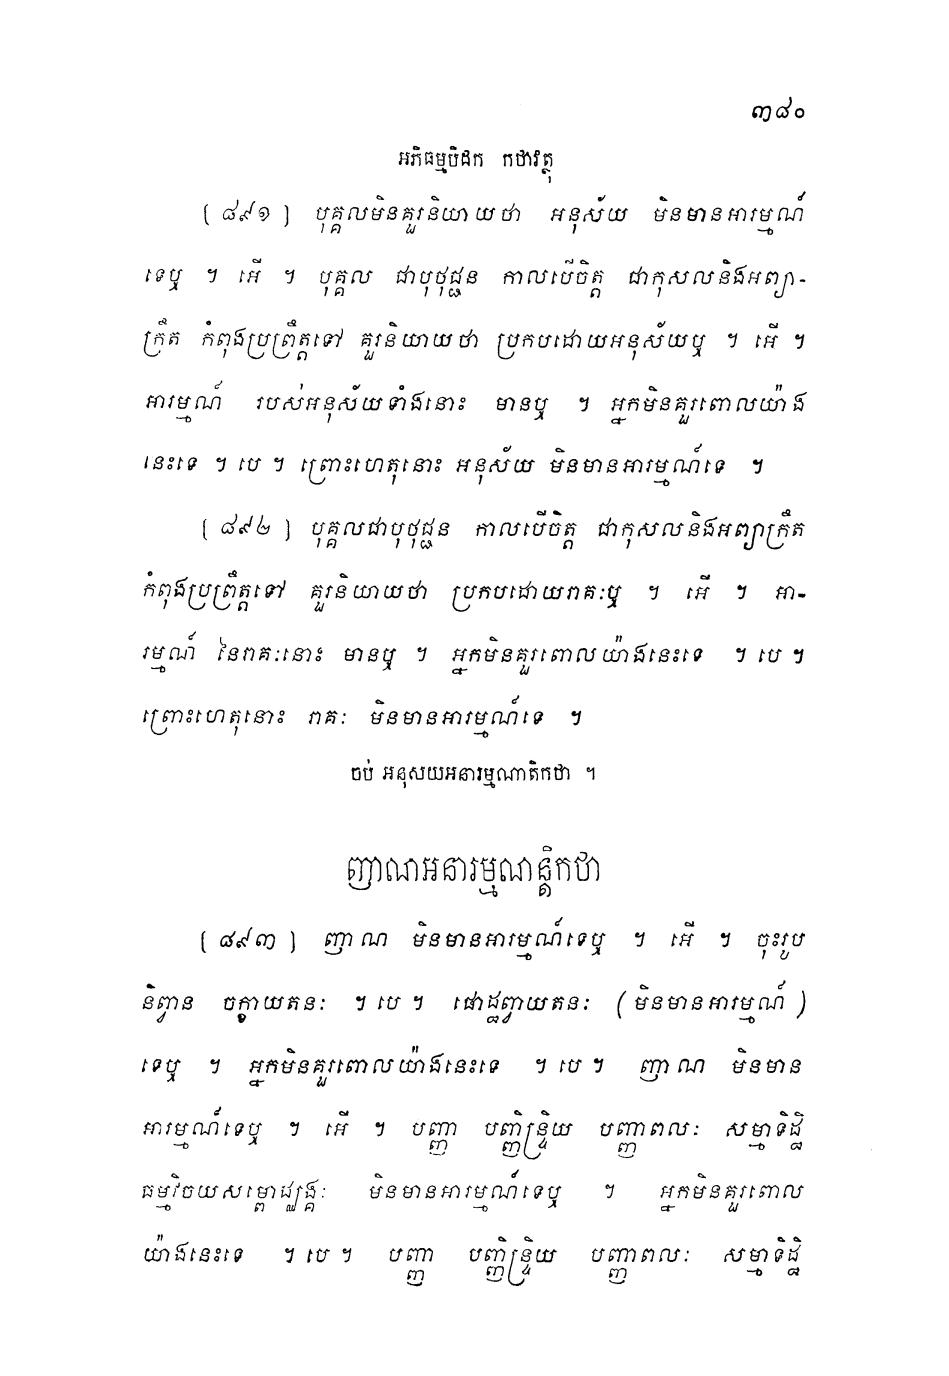 ៣៨០
អភិធម្មបិដក កថាវត្ថុ
[ ៨៩១ ] បុគ្គលមិនគួរនិយាយថា អនុស័យ មិនមានអារម្មណ៍
ទេឬ ។ អើ ។ បុគ្គល ជាបុថុជ្ជន កាលបើចិត្ត ជាកុសលនិងអព្យា-
ក្រឹត កំពុងប្រព្រឹត្តទៅ គួរនិយាយថា ប្រកបដោយអនុស័យឬ ។ អើ ។
អារម្មណ៍ របស់អនុស័យទាំងនោះ មានឬ ។ អ្នកមិនគួរពោលយ៉ាង
នេះទេ ។ បេ ។ ព្រោះហេតុនោះ អនុស័យ មិនមានអារម្មណ៍ទេ ។
[ ៨៩២ ] បុគ្គលជាបុថុជ្ជន កាលបើចិត្ត ជាកុសលនិងអព្យាក្រឹត
កំពុងប្រព្រឹត្តទៅ គួរនិយាយថា ប្រកបដោយរាគៈឬ ។ អើ ។ អា-
រម្មណ៍ នៃរាគៈនោះ មានឬ ។ អ្នកមិនគួរពោលយ៉ាងនេះទេ ។ បេ ។
ព្រោះហេតុនោះ រាគៈ មិនមានអារម្មណ៍ទេ ។
ចប់ អនុសយអនារម្មណាតិកថា ។
ញាណអនារម្មណន្តិកថា
[ ៨៩៣ ] ញាណ មិនមានអារម្មណ៍ទេឬ ។ អើ ។ ចុះរូប
និព្វាន ចក្ខាយតនៈ ។ បេ ។ ផោដ្ឋព្វាយតនៈ (មិនមានអារម្មណ៍)
ទេឬ ។ អ្នកមិនគួរពោលយ៉ាងនេះទេ ។ បេ ។ ញាណ មិនមាន
អារម្មណ៍ទេឬ ។ អើ ។ បញ្ញា បញ្ញិន្ទ្រិយ បញ្ញាពលៈ សម្មាទិដ្ឋិ
ធម្មវិចយសម្ពោជ្ឈង្គៈ មិនមានអារម្មណ៍ទេឬ ។ អ្នកមិនគួរពោល
យ៉ាងនេះទេ ។ បេ ។ បញ្ញា បញ្ញិន្ទ្រិយ បញ្ញាពលៈ សម្មាទិដ្ឋិ